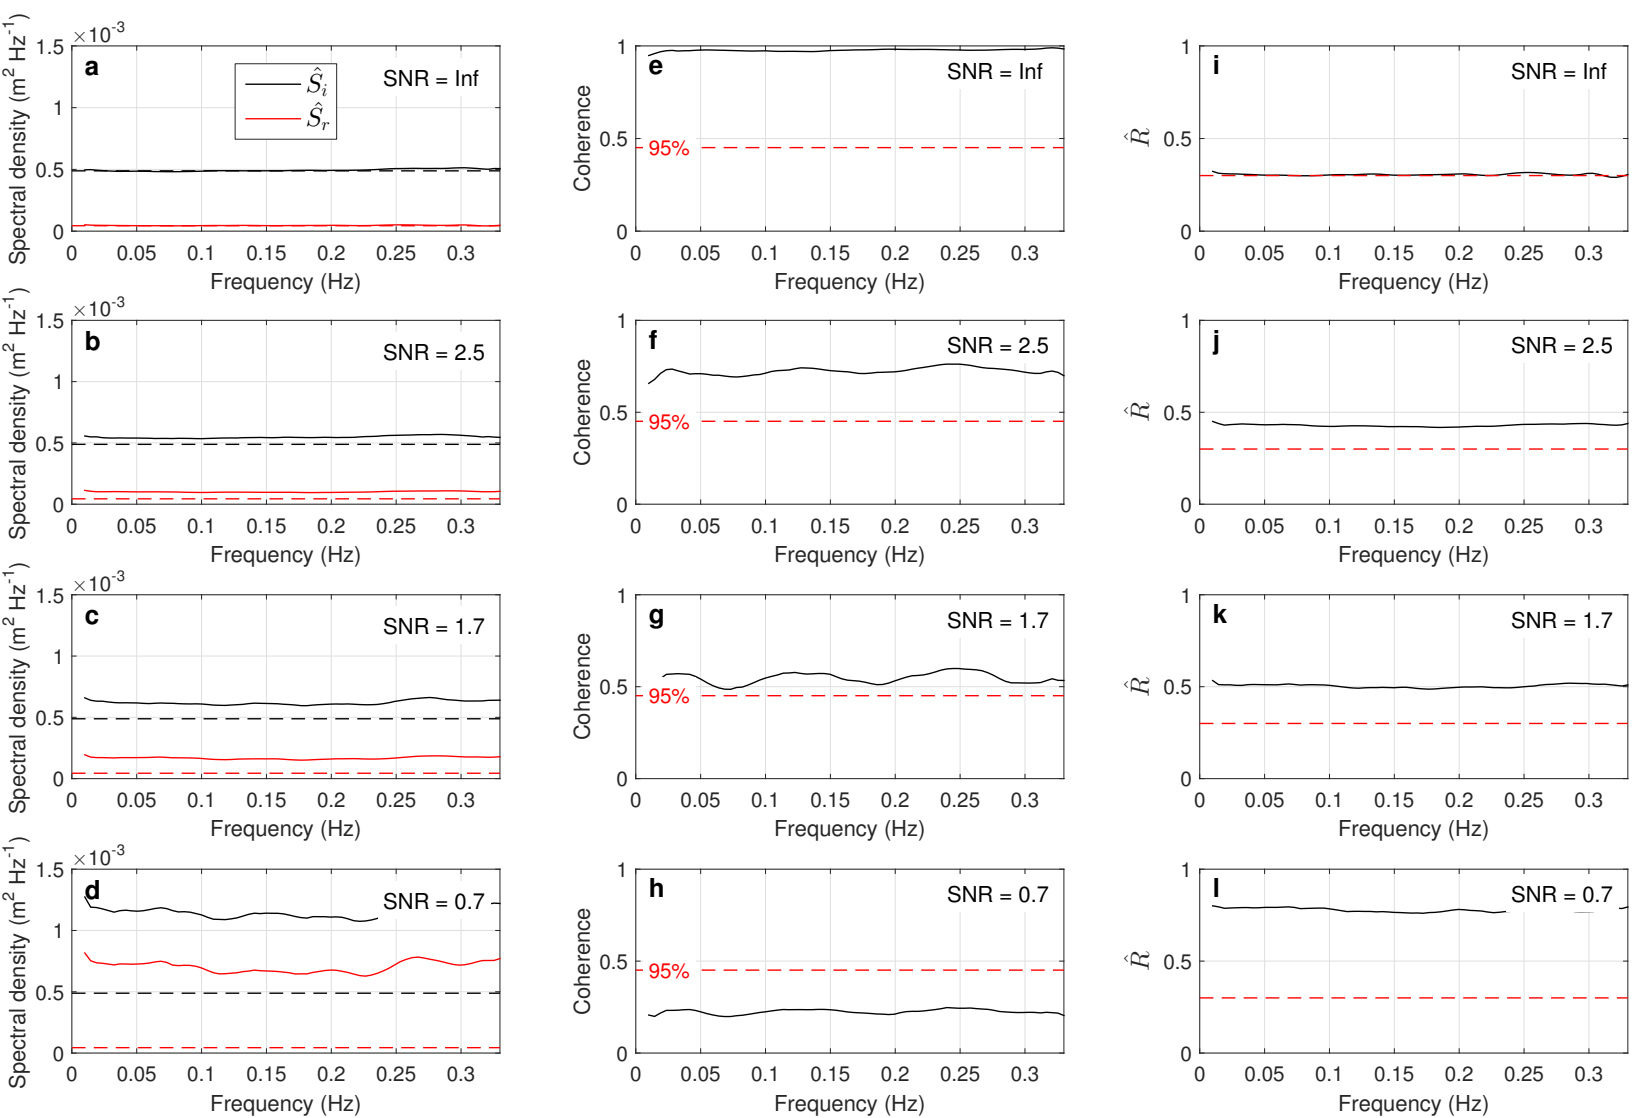 ×10⁻³
Spectral density (m² Hz⁻¹)
1.5
1
0.5
0
a
SNR = Inf
Ŝᵢ
Ŝᵣ
0 0.05 0.1 0.15 0.2 0.25 0.3
Frequency (Hz)
Coherence
1
0.5
0
e
SNR = Inf
95%
0 0.05 0.1 0.15 0.2 0.25 0.3
Frequency (Hz)
R̂
1
0.5
0
i
SNR = Inf
0 0.05 0.1 0.15 0.2 0.25 0.3
Frequency (Hz)
×10⁻³
Spectral density (m² Hz⁻¹)
1.5
1
0.5
0
b
SNR = 2.5
0 0.05 0.1 0.15 0.2 0.25 0.3
Frequency (Hz)
Coherence
1
0.5
0
f
SNR = 2.5
95%
0 0.05 0.1 0.15 0.2 0.25 0.3
Frequency (Hz)
R̂
1
0.5
0
j
SNR = 2.5
0 0.05 0.1 0.15 0.2 0.25 0.3
Frequency (Hz)
×10⁻³
Spectral density (m² Hz⁻¹)
1.5
1
0.5
0
c
SNR = 1.7
0 0.05 0.1 0.15 0.2 0.25 0.3
Frequency (Hz)
Coherence
1
0.5
0
g
SNR = 1.7
95%
0 0.05 0.1 0.15 0.2 0.25 0.3
Frequency (Hz)
R̂
1
0.5
0
k
SNR = 1.7
0 0.05 0.1 0.15 0.2 0.25 0.3
Frequency (Hz)
×10⁻³
Spectral density (m² Hz⁻¹)
1.5
1
0.5
0
d
SNR = 0.7
0 0.05 0.1 0.15 0.2 0.25 0.3
Frequency (Hz)
Coherence
1
0.5
0
h
SNR = 0.7
95%
0 0.05 0.1 0.15 0.2 0.25 0.3
Frequency (Hz)
R̂
1
0.5
0
l
SNR = 0.7
0 0.05 0.1 0.15 0.2 0.25 0.3
Frequency (Hz)